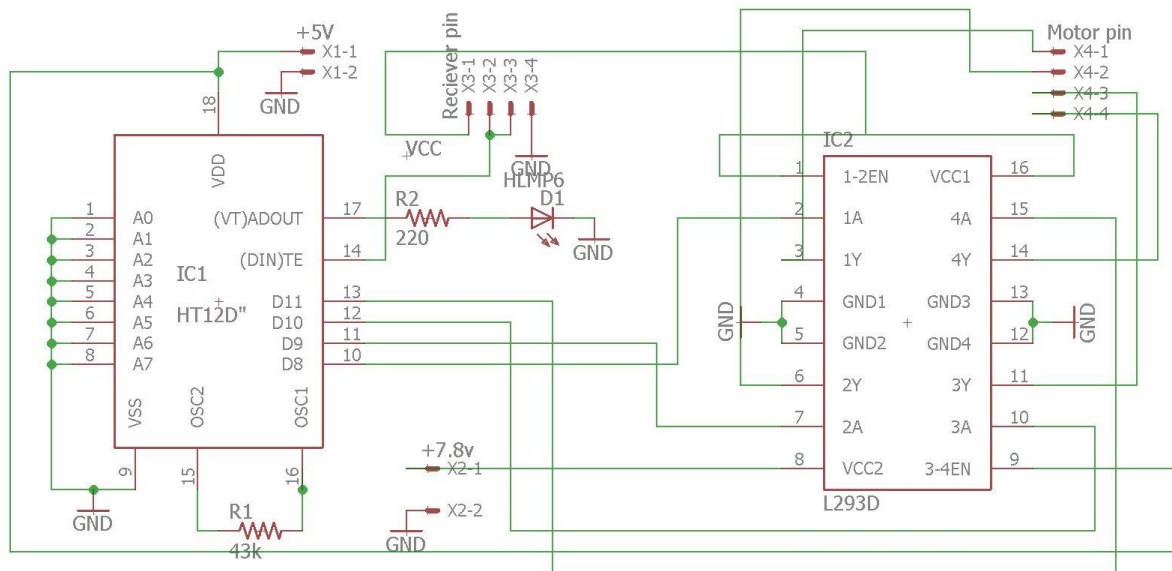 +5V
X1-1
X1-2
GND
18
VDD
Reciever pin
X3-1
X3-2
X3-3
X3-4
VCC
GND
HLMP6
D1
R2
220
GND
Motor pin
X4-1
X4-2
X4-3
X4-4
IC2
1 1-2EN VCC1 16
2 1A 4A 15
3 1Y 4Y 14
4 GND1 GND3 13
5 GND2 GND4 12
6 2Y 3Y 11
7 2A 3A 10
8 VCC2 3-4EN 9
L293D
GND
GND
1 A0 (VT)ADOUT 17
2 A1
3 A2 (DIN)TE 14
4 A3
5 A4 D11 13
6 A5 D10 12
7 A6 D9 11
8 A7 D8 10
IC1
HT12D"
VSS
OSC2
OSC1
9
15
16
GND
R1
43k
+7.8v
X2-1
X2-2
GND